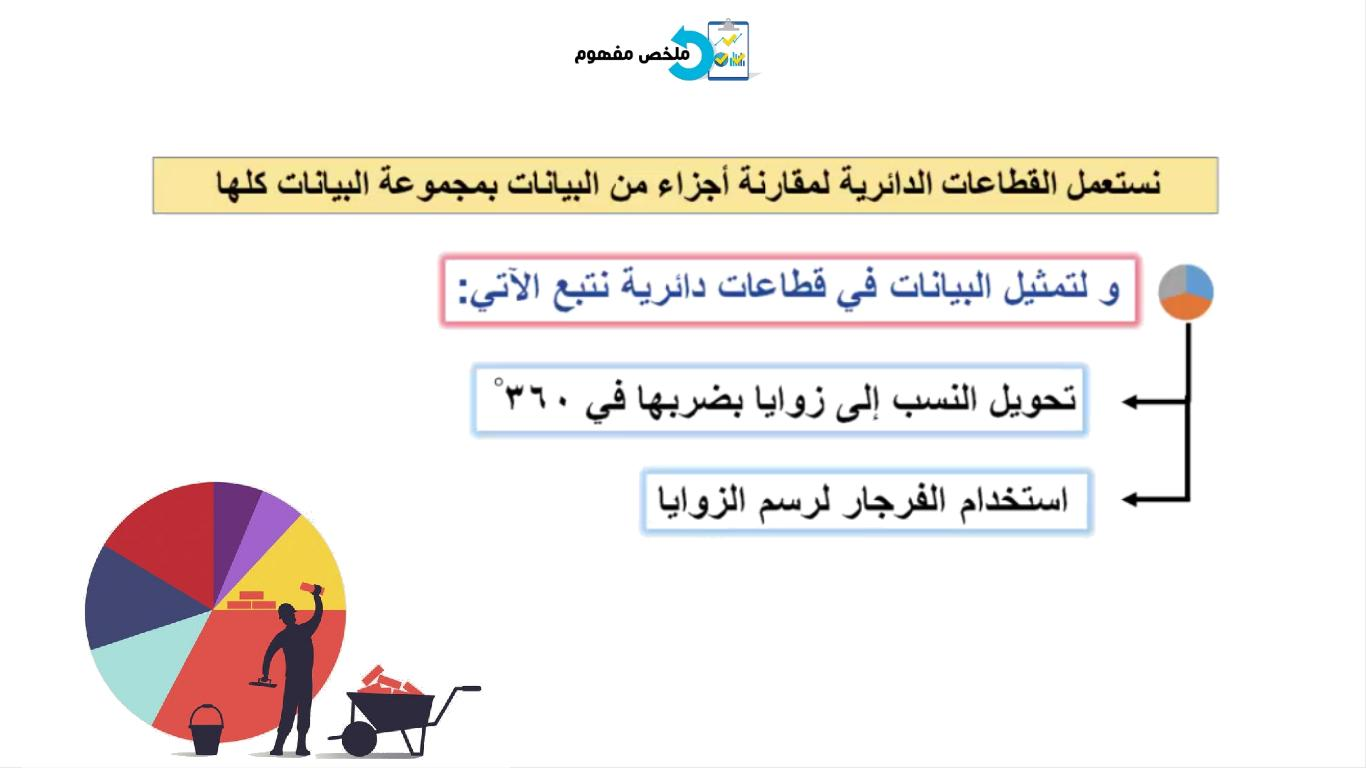 ملخص مفهوم
نستعمل القطاعات الدائرية لمقارنة أجزاء من البيانات بمجموعة البيانات كلها
و لتمثيل البيانات في قطاعات دائرية نتبع الآتي:
تحويل النسب إلى زوايا بضربها في ٣٦٠°
استخدام الفرجار لرسم الزوايا